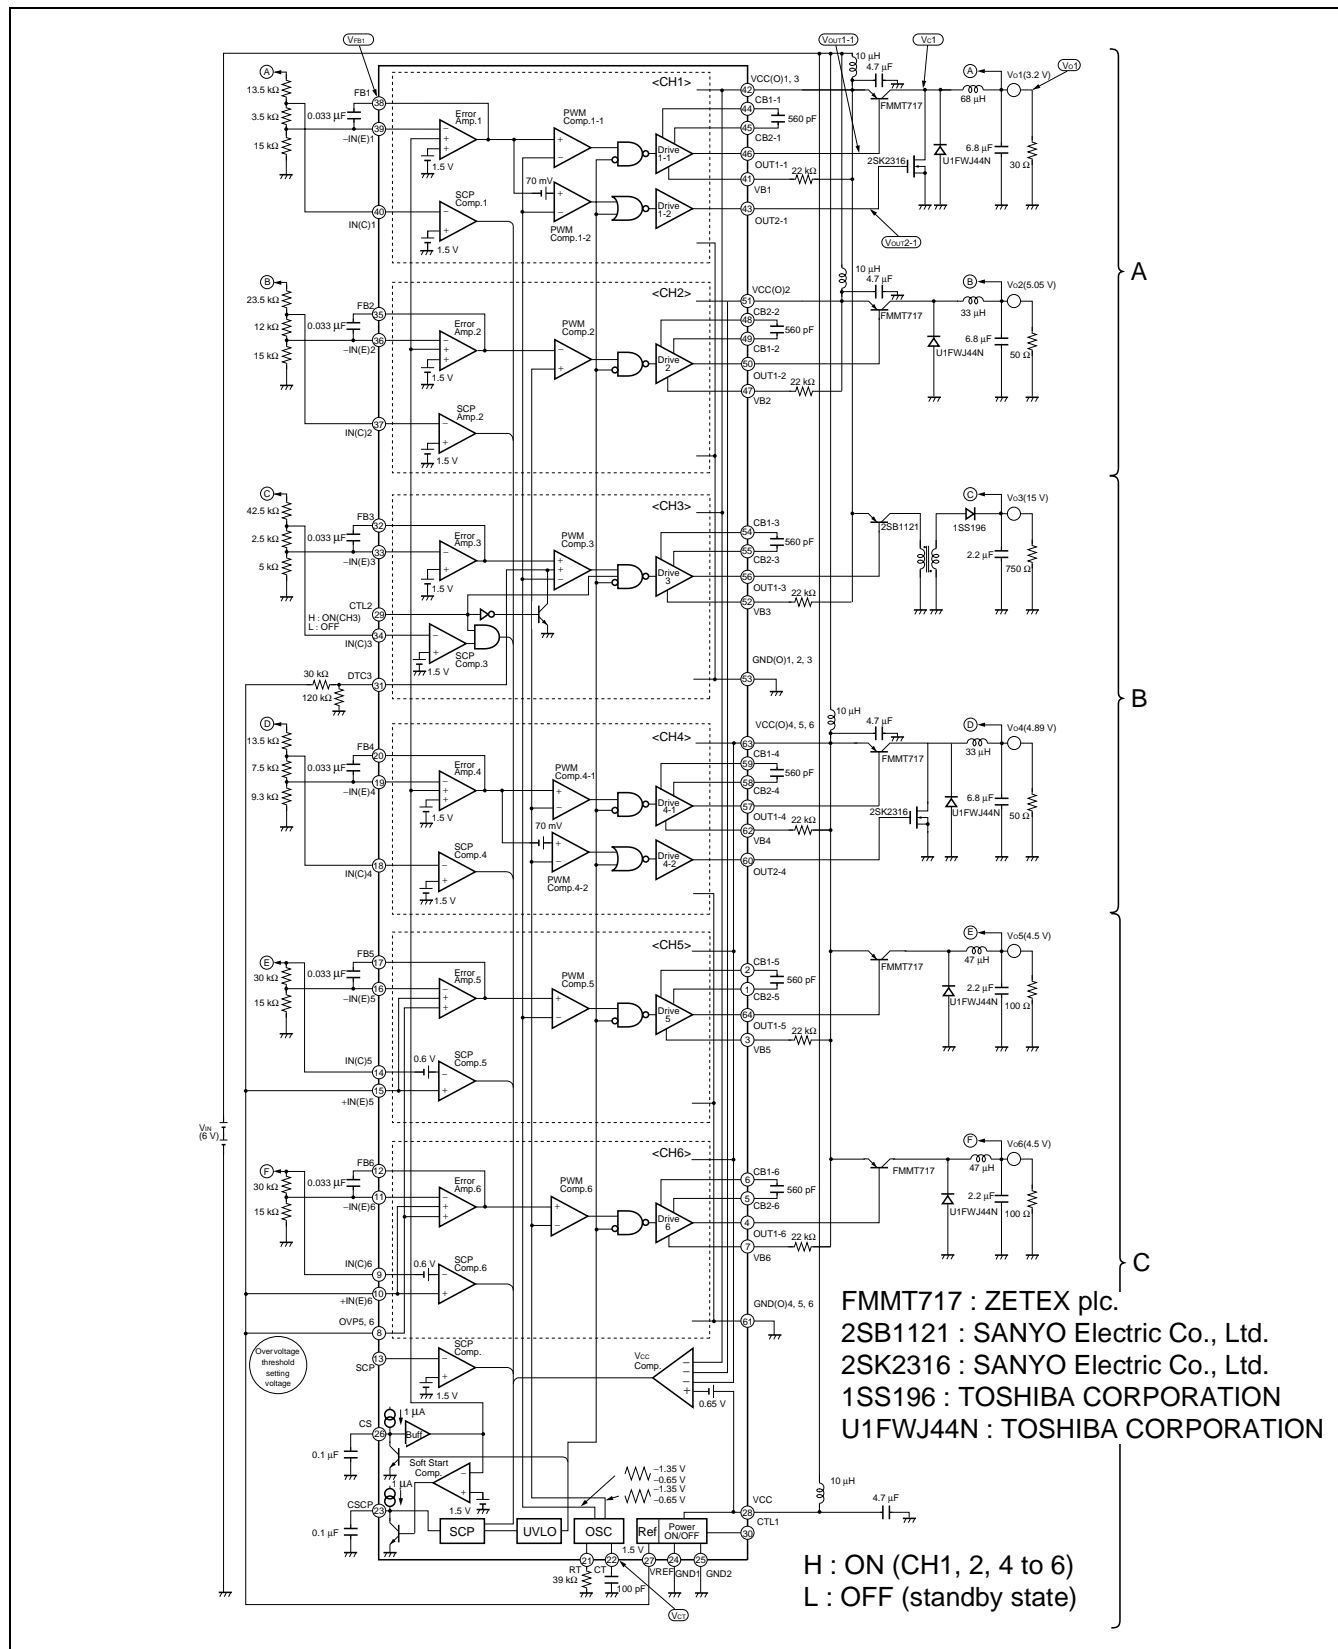 VFB1
VOUT1-1
VC1
10 µH
4.7 µF
A
VO1(3.2 V)
VO1
A
13.5 kΩ
3.5 kΩ
15 kΩ
0.033 µF
FB1
38
39
−IN(E)1
40
IN(C)1
<CH1>
Error
Amp.1
1.5 V
PWM
Comp.1-1
Drive
1-1
70 mV
SCP
Comp.1
1.5 V
PWM
Comp.1-2
Drive
1-2
VCC(O)1, 3
42
CB1-1
44
560 pF
45
CB2-1
46
OUT1-1
41
22 kΩ
VB1
43
OUT2-1
VOUT2-1
FMMT717
68 µH
2SK2316
U1FWJ44N
6.8 µF
30 Ω
A
10 µH
4.7 µF
B
23.5 kΩ
12 kΩ
15 kΩ
0.033 µF
FB2
35
36
−IN(E)2
37
IN(C)2
<CH2>
Error
Amp.2
1.5 V
PWM
Comp.2
Drive
2
SCP
Amp.2
1.5 V
VCC(O)2
51
CB2-2
48
560 pF
49
CB1-2
50
OUT1-2
47
22 kΩ
VB2
FMMT717
B
VO2(5.05 V)
33 µH
U1FWJ44N
6.8 µF
50 Ω
C
42.5 kΩ
2.5 kΩ
5 kΩ
0.033 µF
FB3
32
33
−IN(E)3
CTL2
29
H : ON(CH3)
L : OFF
34
IN(C)3
30 kΩ
DTC3
31
120 kΩ
<CH3>
Error
Amp.3
1.5 V
PWM
Comp.3
Drive
3
1.5 V
SCP
Comp.3
CB1-3
54
560 pF
55
CB2-3
56
OUT1-3
52
22 kΩ
VB3
GND(O)1, 2, 3
53
2SB1121
C
VO3(15 V)
1SS196
2.2 µF
750 Ω
B
10 µH
4.7 µF
D
13.5 kΩ
7.5 kΩ
9.3 kΩ
0.033 µF
FB4
20
19
−IN(E)4
18
IN(C)4
<CH4>
Error
Amp.4
1.5 V
PWM
Comp.4-1
Drive
4-1
70 mV
SCP
Comp.4
1.5 V
PWM
Comp.4-2
Drive
4-2
VCC(O)4, 5, 6
63
CB1-4
59
560 pF
58
CB2-4
57
OUT1-4
62
22 kΩ
VB4
60
OUT2-4
FMMT717
D
VO4(4.89 V)
33 µH
2SK2316
U1FWJ44N
6.8 µF
50 Ω
E
30 kΩ
15 kΩ
0.033 µF
FB5
17
16
−IN(E)5
IN(C)5
14
15
+IN(E)5
<CH5>
Error
Amp.5
PWM
Comp.5
Drive
5
0.6 V
SCP
Comp.5
CB1-5
2
560 pF
1
CB2-5
64
OUT1-5
3
22 kΩ
VB5
FMMT717
E
VO5(4.5 V)
47 µH
U1FWJ44N
2.2 µF
100 Ω
VIN
(6 V)
F
30 kΩ
15 kΩ
0.033 µF
FB6
12
11
−IN(E)6
IN(C)6
9
10
+IN(E)6
OVP5, 6
8
<CH6>
Error
Amp.6
PWM
Comp.6
Drive
6
0.6 V
SCP
Comp.6
CB1-6
6
560 pF
5
CB2-6
4
OUT1-6
7
22 kΩ
VB6
GND(O)4, 5, 6
61
FMMT717
F
VO6(4.5 V)
47 µH
U1FWJ44N
2.2 µF
100 Ω
C
FMMT717 : ZETEX plc.
2SB1121 : SANYO Electric Co., Ltd.
2SK2316 : SANYO Electric Co., Ltd.
1SS196 : TOSHIBA CORPORATION
U1FWJ44N : TOSHIBA CORPORATION
Over voltage
threshold
setting
voltage
13
SCP
SCP
Comp.
1.5 V
VCC
Comp.
0.65 V
CS
26
1 µA
Buff
0.1 µF
Soft Start
Comp.
1 µA
1.5 V
CSCP
23
0.1 µF
−1.35 V
−0.65 V
−1.35 V
−0.65 V
SCP
UVLO
OSC
Ref
Power
ON/OFF
1.5 V
10 µH
VCC
28
4.7 µF
CTL1
30
21
22
27
24
25
RT
CT
VREF
GND1
GND2
39 kΩ
100 pF
VCT
H : ON (CH1, 2, 4 to 6)
L : OFF (standby state)